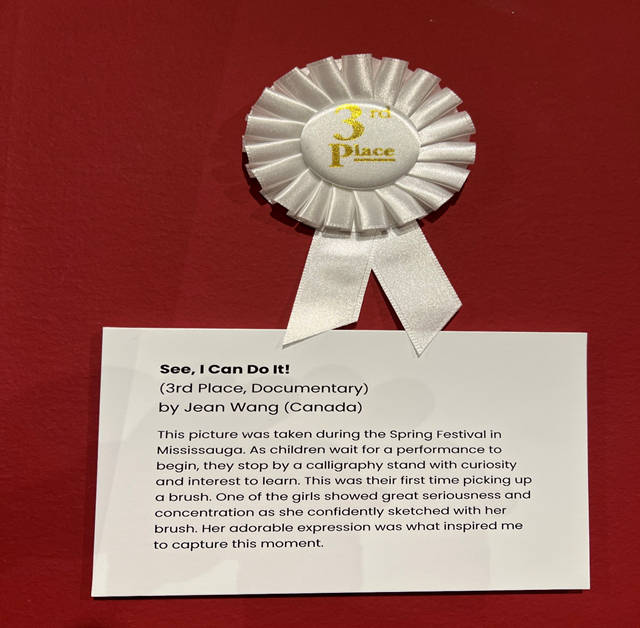 3rd
Place
See, I Can Do It!
(3rd Place, Documentary)
by Jean Wang (Canada)
This picture was taken during the Spring Festival in
Mississauga. As children wait for a performance to
begin, they stop by a calligraphy stand with curiosity
and interest to learn. This was their first time picking up
a brush. One of the girls showed great seriousness and
concentration as she confidently sketched with her
brush. Her adorable expression was what inspired me
to capture this moment.